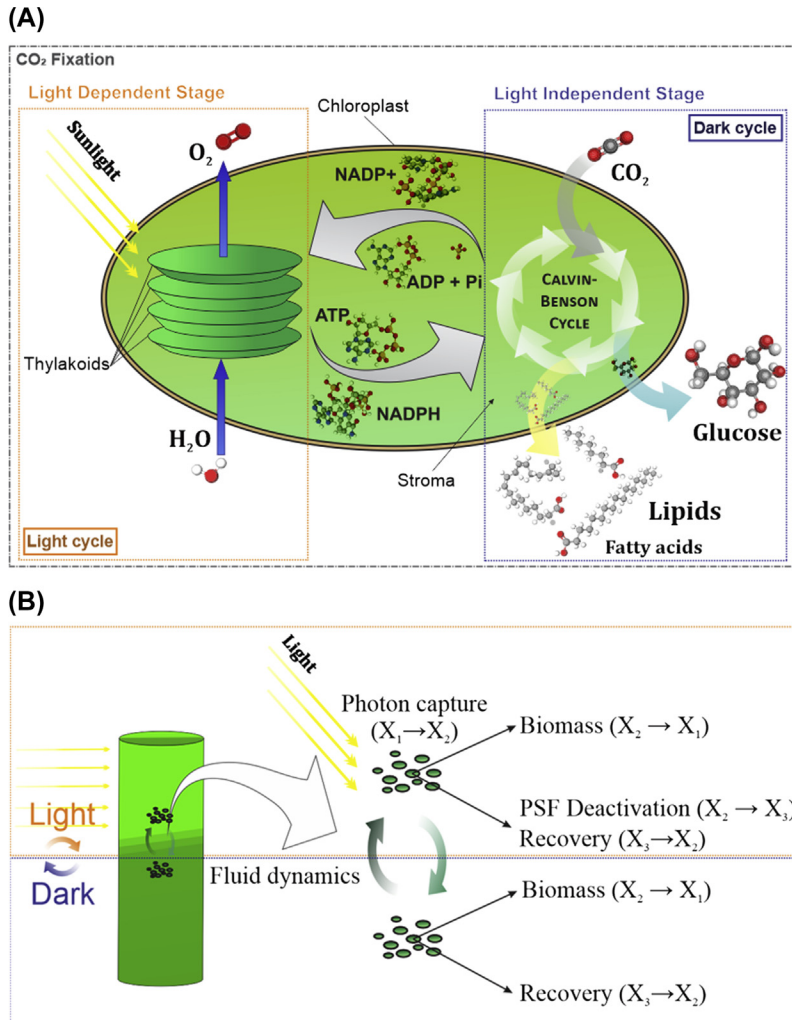 (A)
CO₂ Fixation
Light Dependent Stage
Chloroplast
Light Independent Stage
Dark cycle
Sunlight
O₂
NADP+
CO₂
ADP + Pi
CALVIN-
BENSON
CYCLE
ATP
Thylakoids
NADPH
H₂O
Glucose
Stroma
Lipids
Fatty acids
Light cycle
(B)
Light
Photon capture
(X₁→X₂)
Biomass (X₂ → X₁)
PSF Deactivation (X₂ → X₃)
Recovery (X₃→X₂)
Light
Dark
Fluid dynamics
Biomass (X₂ → X₁)
Recovery (X₃→X₂)